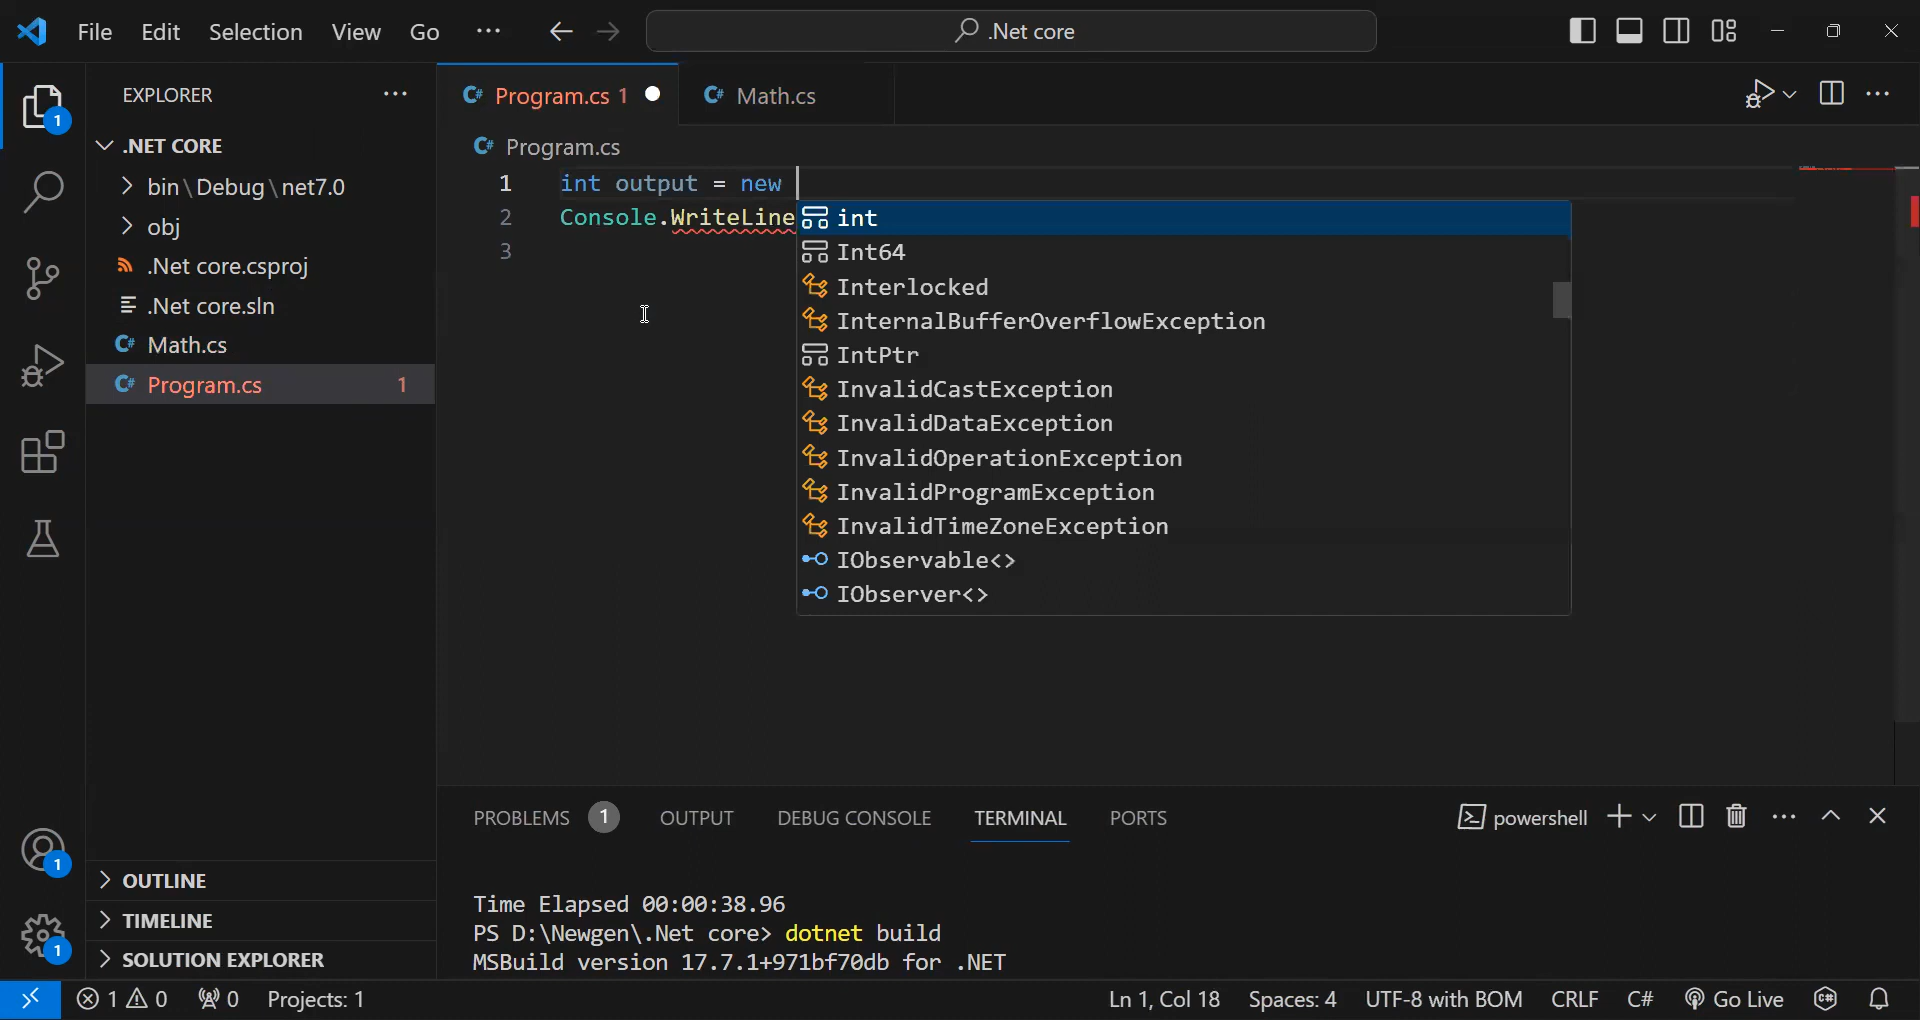 File Edit Selection View Go ··· .Net core
EXPLORER ···
1
.NET CORE
bin\Debug\net7.0
obj
.Net core.csproj
.Net core.sln
Math.cs
Program.cs 1
OUTLINE
TIMELINE
SOLUTION EXPLORER
1
1
Program.cs 1
Math.cs
Program.cs
1 int output = new
2 Console.WriteLine
3
int
Int64
Interlocked
InternalBufferOverflowException
IntPtr
InvalidCastException
InvalidDataException
InvalidOperationException
InvalidProgramException
InvalidTimeZoneException
IObservable<>
IObserver<>
PROBLEMS 1 OUTPUT DEBUG CONSOLE TERMINAL PORTS powershell
Time Elapsed 00:00:38.96
PS D:\Newgen\.Net core> dotnet build
MSBuild version 17.7.1+971bf70db for .NET
1 0 0 Projects: 1 Ln 1, Col 18 Spaces: 4 UTF-8 with BOM CRLF C# Go Live